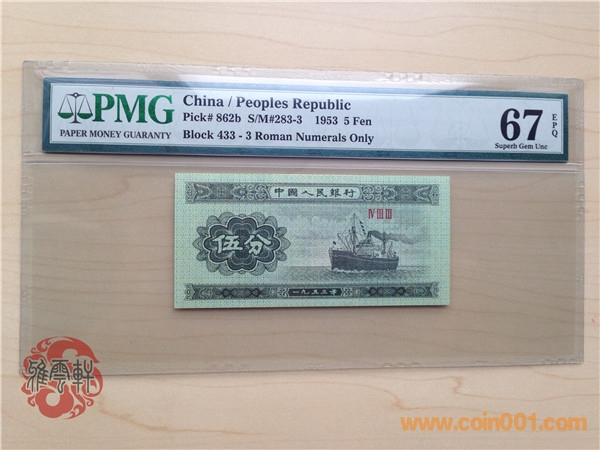 PMG
PAPER MONEY GUARANTY
China / Peoples Republic
Pick# 862b S/M#283-3 1953 5 Fen
Block 433 - 3 Roman Numerals Only
67
EPQ
Superb Gem Unc
中國人民銀行
IV III III
伍分
一九五三年
雅雲軒
www.coin001.com